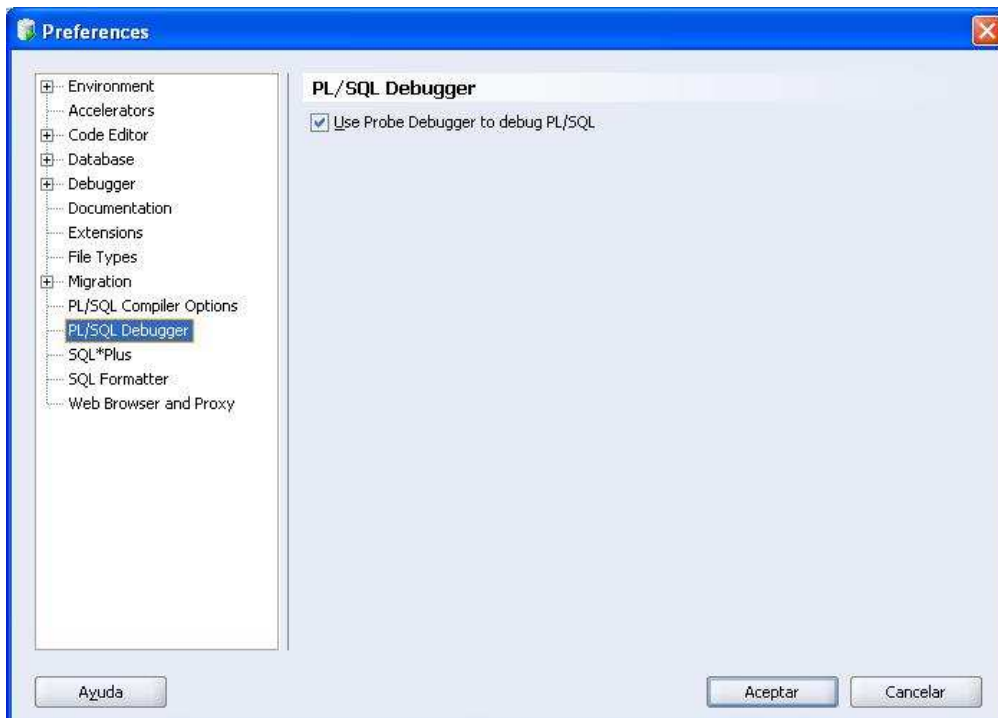 Preferences
Environment
Accelerators
Code Editor
Database
Debugger
Documentation
Extensions
File Types
Migration
PL/SQL Compiler Options
PL/SQL Debugger
SQL*Plus
SQL Formatter
Web Browser and Proxy
PL/SQL Debugger
Use Probe Debugger to debug PL/SQL
Ayuda
Aceptar
Cancelar